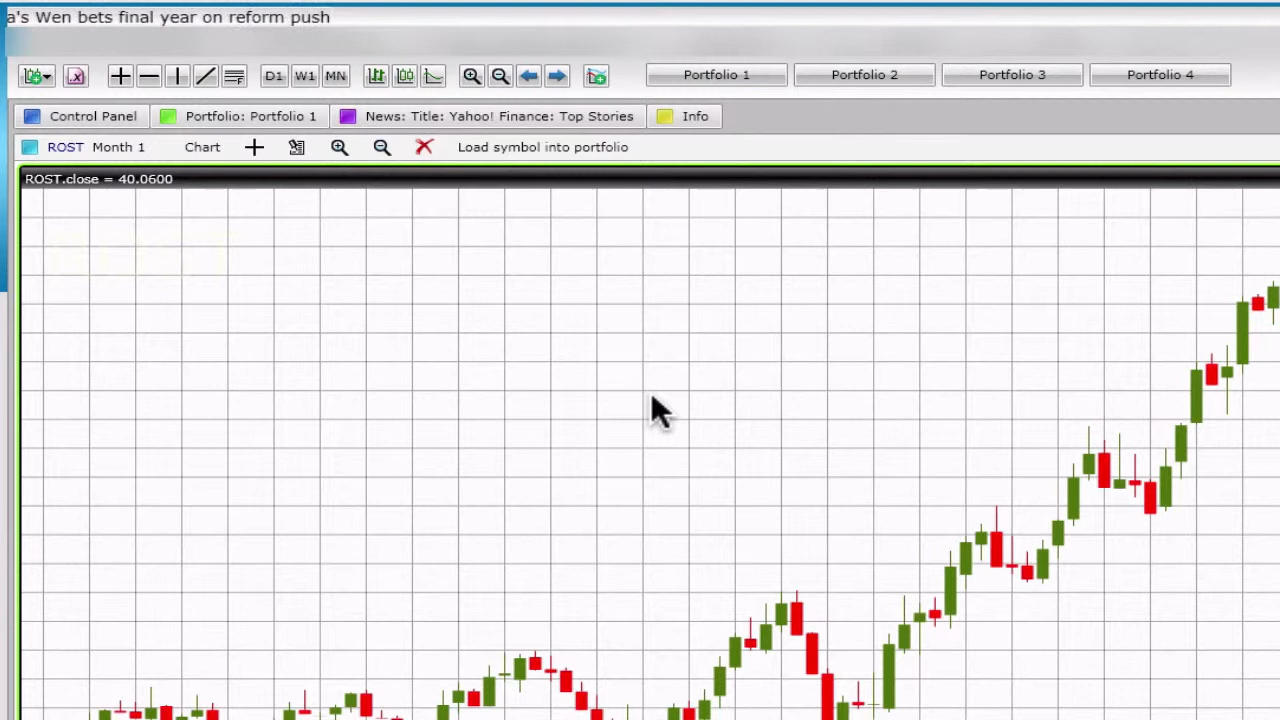 a's Wen bets final year on reform push
D1 W1 MN Portfolio 1 Portfolio 2 Portfolio 3 Portfolio 4
Control Panel Portfolio: Portfolio 1 News: Title: Yahoo! Finance: Top Stories Info
ROST Month 1 Chart Load symbol into portfolio
ROST.close = 40.0600